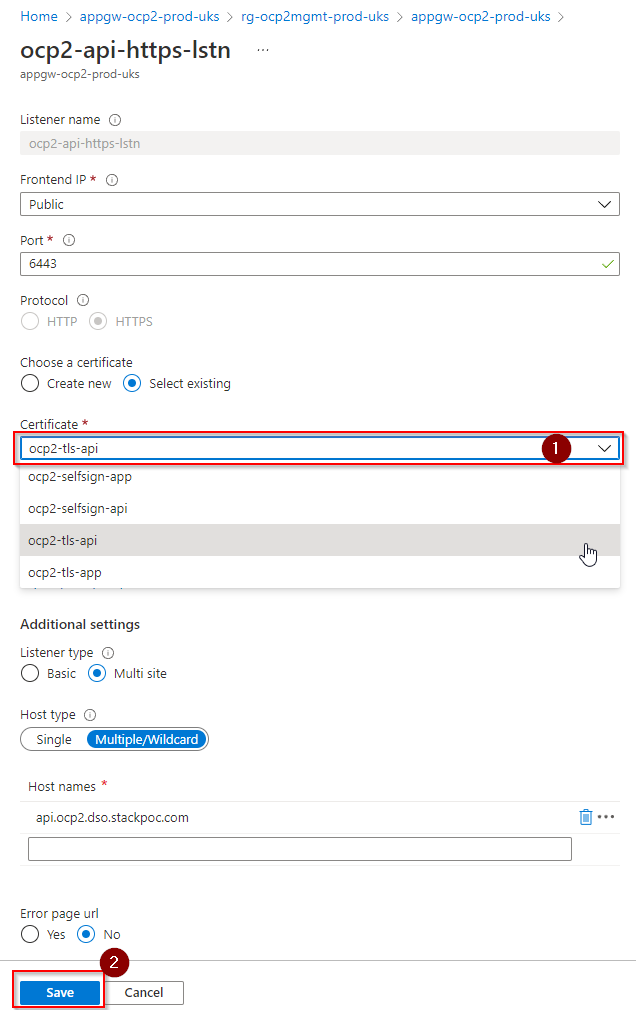 Home > appgw-ocp2-prod-uks > rg-ocp2mgmt-prod-uks > appgw-ocp2-prod-uks >
ocp2-api-https-lstn ...
appgw-ocp2-prod-uks
Listener name
ocp2-api-https-lstn
Frontend IP *
Public
Port *
6443
Protocol
HTTP HTTPS
Choose a certificate
Create new Select existing
Certificate *
ocp2-tls-api 1
ocp2-selfsign-app
ocp2-selfsign-api
ocp2-tls-api
ocp2-tls-app
Additional settings
Listener type
Basic Multi site
Host type
Single Multiple/Wildcard
Host names *
api.ocp2.dso.stackpoc.com
Error page url
Yes No
2
Save Cancel